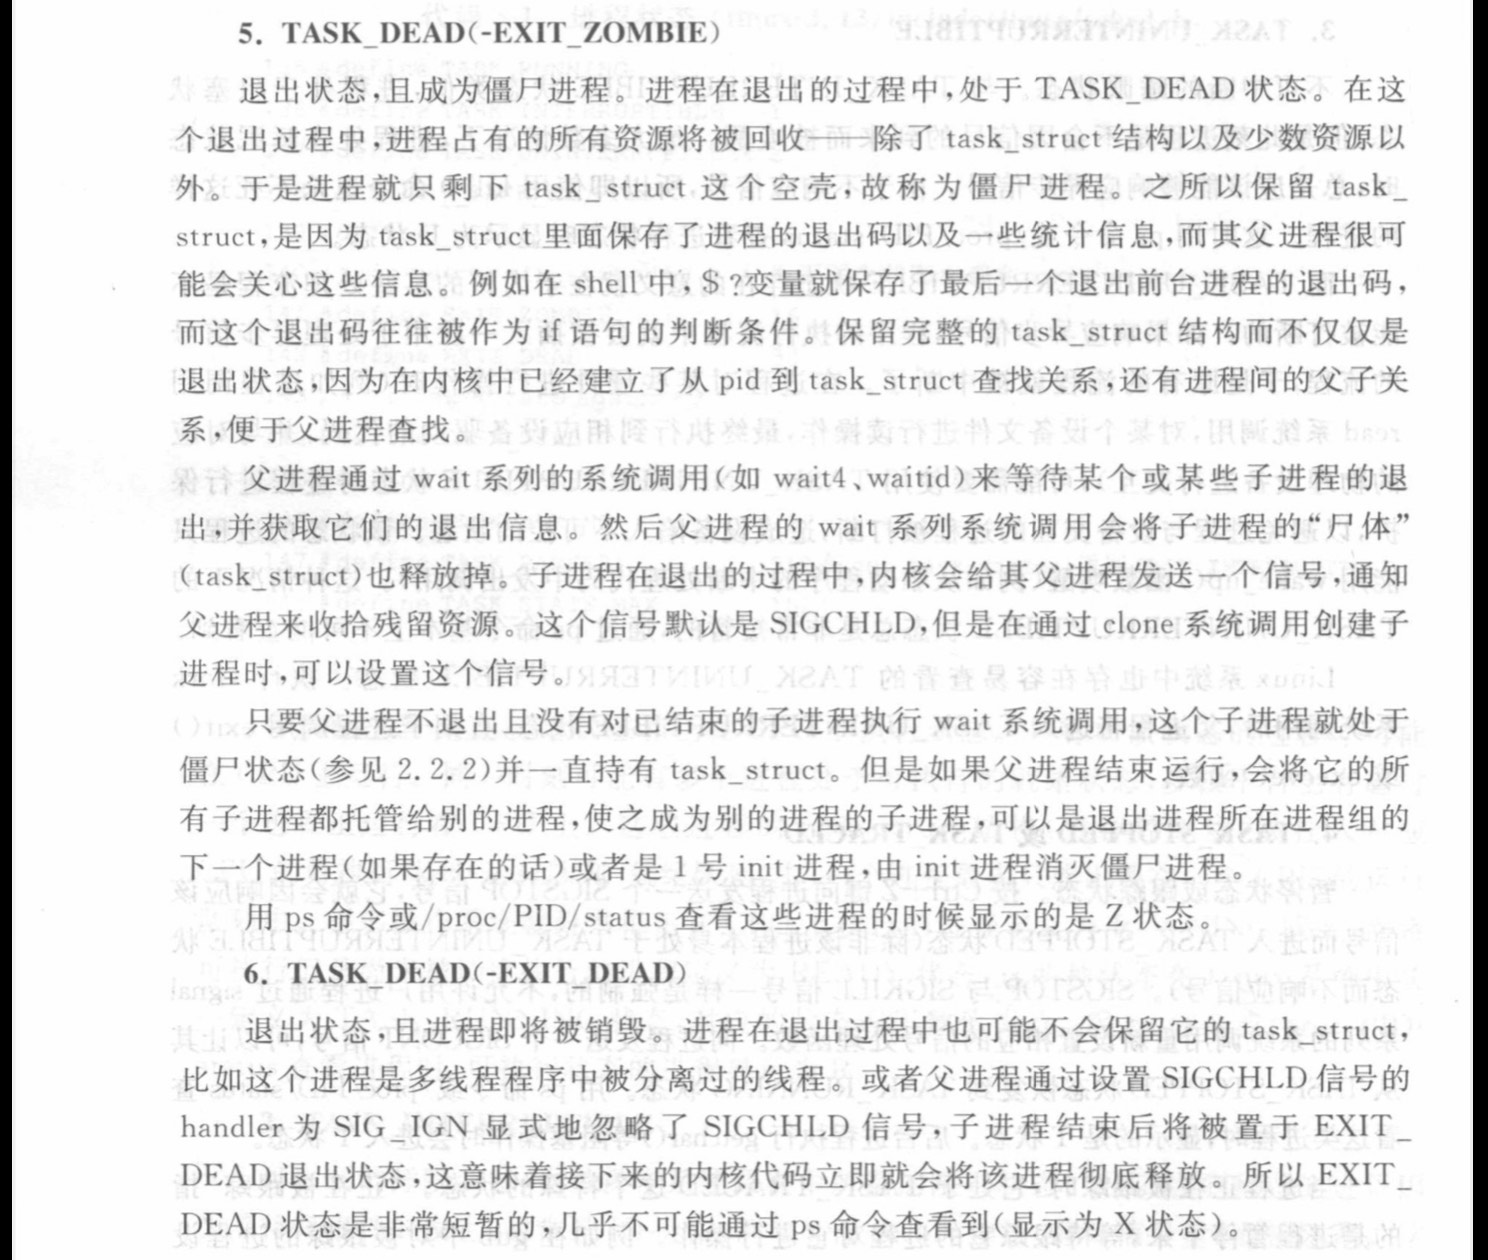 5. TASK_DEAD(-EXIT_ZOMBIE)
退出状态,且成为僵尸进程。进程在退出的过程中,处于 TASK_DEAD 状态。在这
个退出过程中,进程占有的所有资源将被回收——除了 task_struct 结构以及少数资源以
外。于是进程就只剩下 task_struct 这个空壳,故称为僵尸进程。之所以保留 task_
struct,是因为 task_struct 里面保存了进程的退出码以及一些统计信息,而其父进程很可
能会关心这些信息。例如在 shell 中,$?变量就保存了最后一个退出前台进程的退出码,
而这个退出码往往被作为 if 语句的判断条件。保留完整的 task_struct 结构而不仅仅是
退出状态,因为在内核中已经建立了从 pid 到 task_struct 查找关系,还有进程间的父子关
系,便于父进程查找。
父进程通过 wait 系列的系统调用(如 wait4、waitid)来等待某个或某些子进程的退
出,并获取它们的退出信息。然后父进程的 wait 系列系统调用会将子进程的“尸体”
(task_struct)也释放掉。子进程在退出的过程中,内核会给其父进程发送一个信号,通知
父进程来收拾残留资源。这个信号默认是 SIGCHLD,但是在通过 clone 系统调用创建子
进程时,可以设置这个信号。
只要父进程不退出且没有对已结束的子进程执行 wait 系统调用,这个子进程就处于
僵尸状态(参见 2.2.2)并一直持有 task_struct。但是如果父进程结束运行,会将它的所
有子进程都托管给别的进程,使之成为别的进程的子进程,可以是退出进程所在进程组的
下一个进程(如果存在的话)或者是 1 号 init 进程,由 init 进程消灭僵尸进程。
用 ps 命令或/proc/PID/status 查看这些进程的时候显示的是 Z 状态。
6. TASK_DEAD(-EXIT_DEAD)
退出状态,且进程即将被销毁。进程在退出过程中也可能不会保留它的 task_struct,
比如这个进程是多线程程序中被分离过的线程。或者父进程通过设置 SIGCHLD 信号的
handler 为 SIG_IGN 显式地忽略了 SIGCHLD 信号,子进程结束后将被置于 EXIT_
DEAD 退出状态,这意味着接下来的内核代码立即就会将该进程彻底释放。所以 EXIT_
DEAD 状态是非常短暂的,几乎不可能通过 ps 命令查看到(显示为 X 状态)。